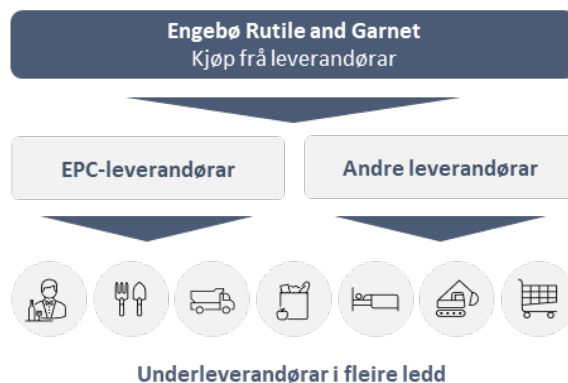 Engebø Rutile and Garnet
Kjøp frå leverandørar
EPC-leverandørar
Andre leverandørar
Underleverandørar i fleire ledd